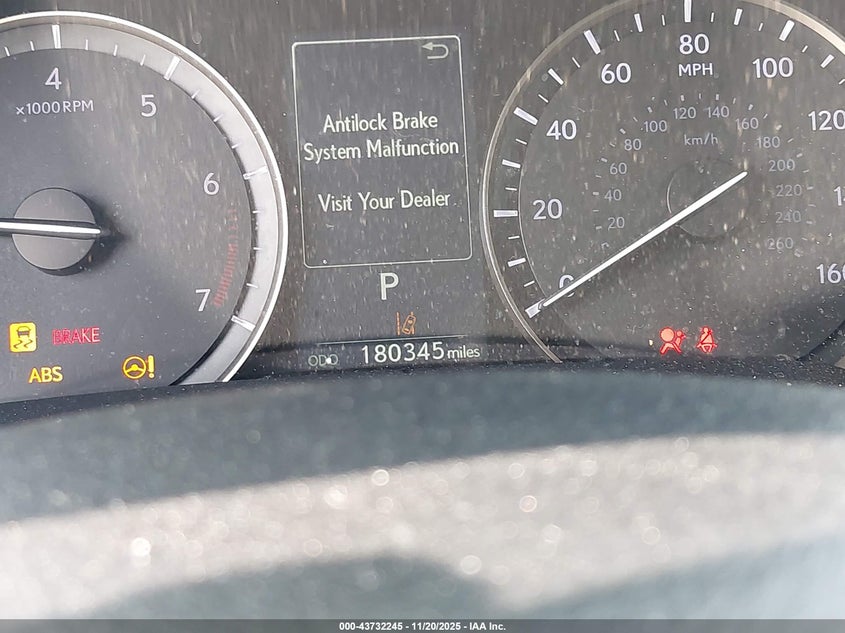 4
x1000RPM
5
6
7
BRAKE
ABS
Antilock Brake
System Malfunction
Visit Your Dealer
P
ODO 180345 miles
0
20
40
60
80
100
120
160
MPH
km/h
20
40
60
80
100
120
140
160
180
200
220
240
260
000-43732245 - 11/20/2025 - IAA Inc.